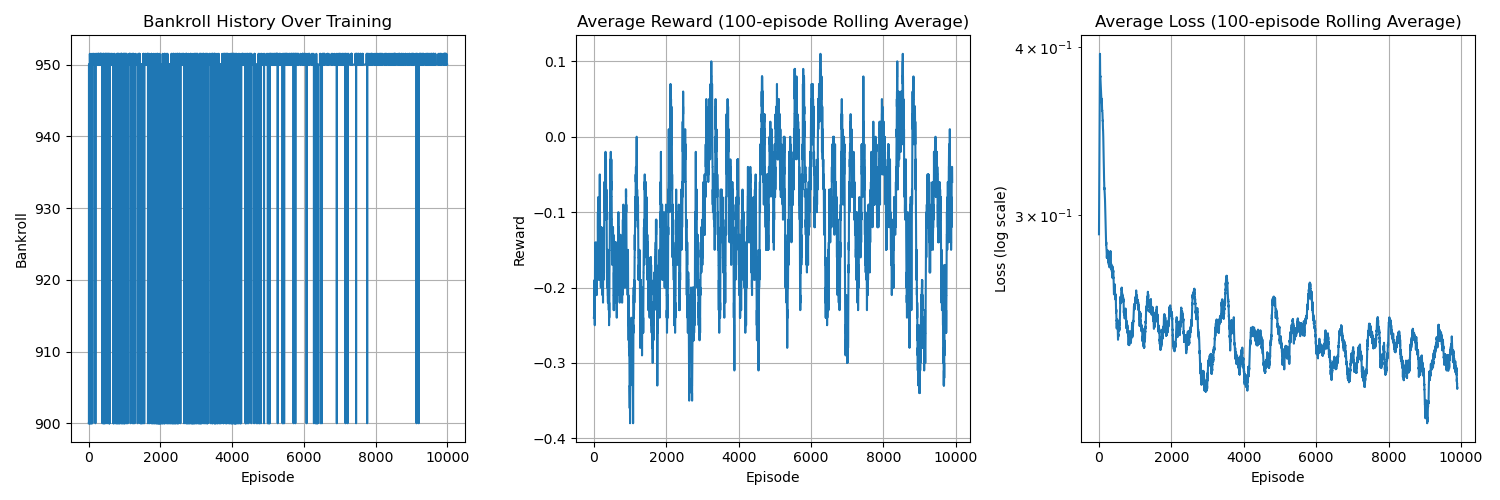 Bankroll History Over Training
950
940
930
920
910
900
Bankroll
0 2000 4000 6000 8000 10000
Episode
Average Reward (100-episode Rolling Average)
0.1
0.0
−0.1
−0.2
−0.3
−0.4
Reward
0 2000 4000 6000 8000 10000
Episode
Average Loss (100-episode Rolling Average)
4 × 10⁻¹
3 × 10⁻¹
Loss (log scale)
0 2000 4000 6000 8000 10000
Episode